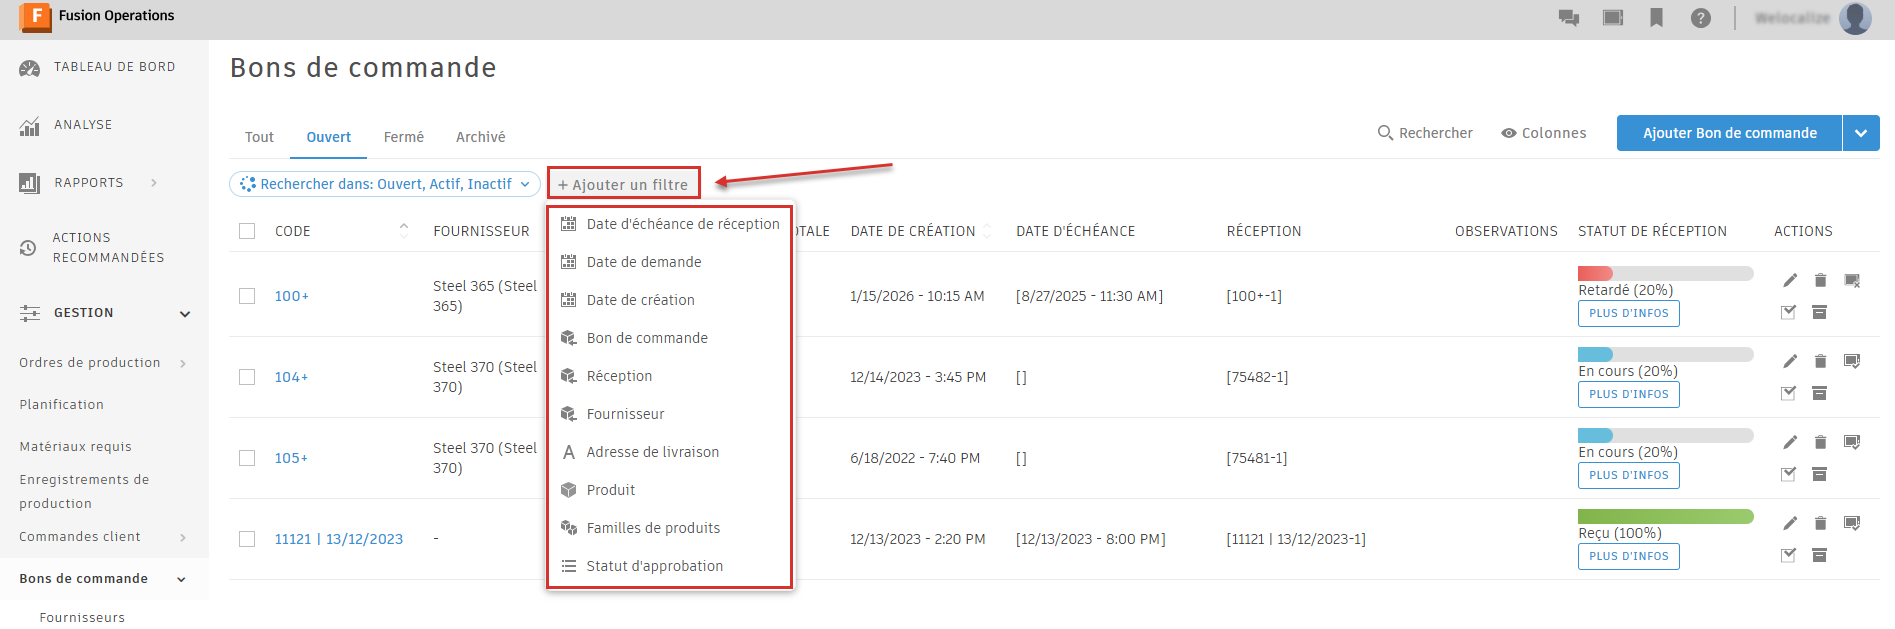 Fusion Operations
Welocalize
TABLEAU DE BORD
ANALYSE
RAPPORTS
ACTIONS
RECOMMANDÉES
GESTION
Ordres de production
Planification
Matériaux requis
Enregistrements de
production
Commandes client
Bons de commande
Fournisseurs
Bons de commande
Tout Ouvert Fermé Archivé
Rechercher Colonnes Ajouter Bon de commande
Rechercher dans: Ouvert, Actif, Inactif + Ajouter un filtre
Date d'échéance de réception
Date de demande
Date de création
Bon de commande
Réception
Fournisseur
Adresse de livraison
Produit
Familles de produits
Statut d'approbation
CODE FOURNISSEUR OTALE DATE DE CRÉATION DATE D'ÉCHÉANCE RÉCEPTION OBSERVATIONS STATUT DE RÉCEPTION ACTIONS
100+ Steel 365 (Steel
365) 1/15/2026 - 10:15 AM [8/27/2025 - 11:30 AM] [100+-1] Retardé (20%)
PLUS D'INFOS
104+ Steel 370 (Steel
370) 12/14/2023 - 3:45 PM [] [75482-1] En cours (20%)
PLUS D'INFOS
105+ Steel 370 (Steel
370) 6/18/2022 - 7:40 PM [] [75481-1] En cours (20%)
PLUS D'INFOS
11121 | 13/12/2023 - 12/13/2023 - 2:20 PM [12/13/2023 - 8:00 PM] [11121 | 13/12/2023-1] Reçu (100%)
PLUS D'INFOS